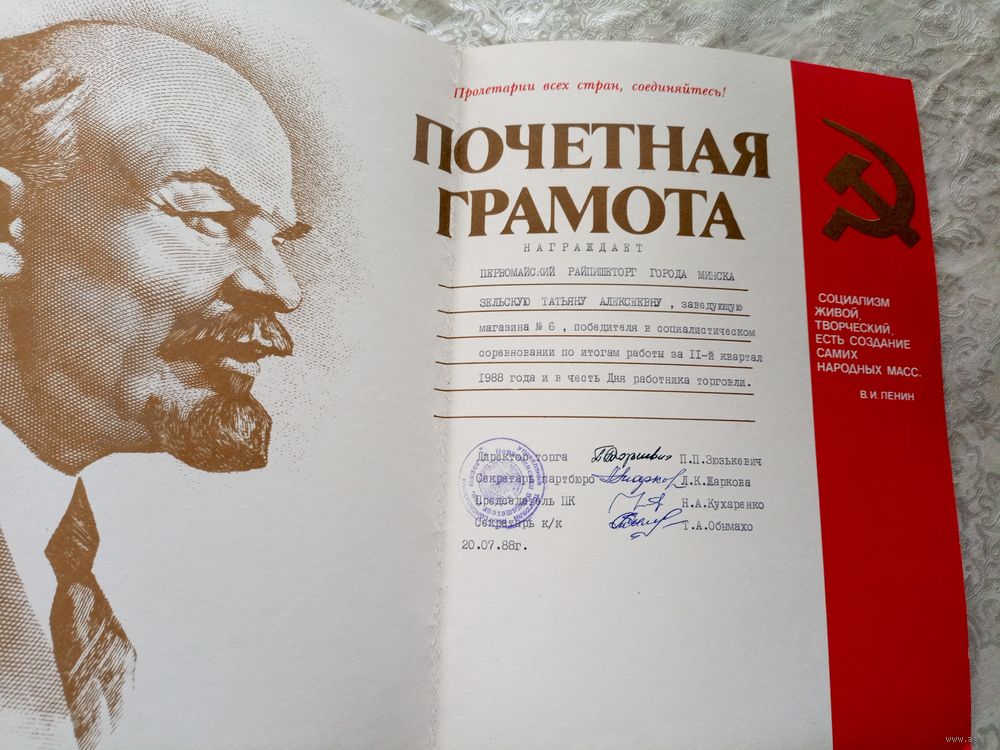 Пролетарии всех стран, соединяйтесь!
ПОЧЕТНАЯ
ГРАМОТА
НАГРАЖДАЕТ
ПЕРВОМАЙСКИЙ РАЙПИЩЕТОРГ ГОРОДА МИНСКА
ЗЕЛЬСКУЮ ТАТЬЯНУ АЛЕКСЕЕВНУ , заведующую
магазина № 6 , победителя в социалистическом
соревновании по итогам работы за II-й квартал
1988 года и в честь Дня работника торговли.
Директор торга П.П.Зюзькевич
Секретарь партбюро Л.К.Жаркова
Председатель ПК Н.А.Кухаренко
Секретарь к/к Т.А.Обымахо
20.07.88г.
СОЦИАЛИЗМ
ЖИВОЙ,
ТВОРЧЕСКИЙ,
ЕСТЬ СОЗДАНИЕ
САМИХ
НАРОДНЫХ МАСС.
В.И.ЛЕНИН